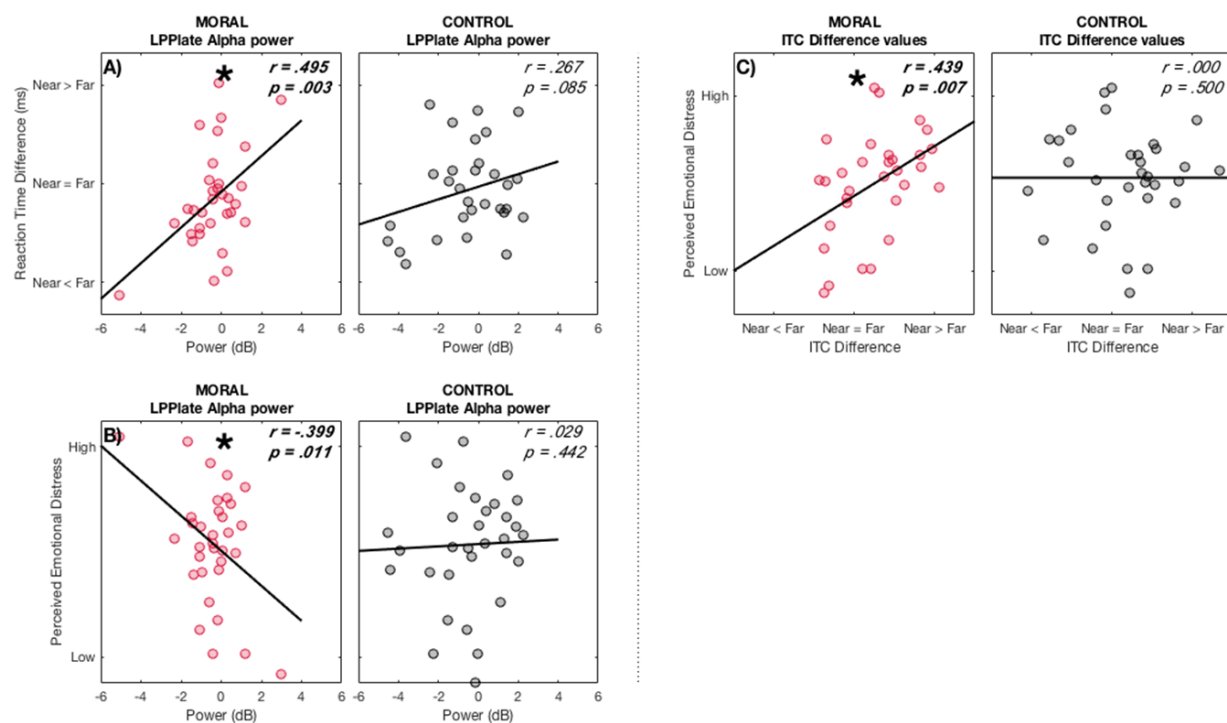 MORAL
LPPlate Alpha power
CONTROL
LPPlate Alpha power
A)
*
r = .495
p = .003
r = .267
p = .085
Reaction Time Difference (ms)
Near > Far
Near = Far
Near < Far
-6 -4 -2 0 2 4 6
Power (dB)
-6 -4 -2 0 2 4 6
Power (dB)
MORAL
LPPlate Alpha power
CONTROL
LPPlate Alpha power
B)
*
r = -.399
p = .011
r = .029
p = .442
Perceived Emotional Distress
High
Low
-6 -4 -2 0 2 4 6
Power (dB)
-6 -4 -2 0 2 4 6
Power (dB)
MORAL
ITC Difference values
CONTROL
ITC Difference values
C)
*
r = .439
p = .007
r = .000
p = .500
Perceived Emotional Distress
High
Low
Near < Far Near = Far Near > Far
ITC Difference
Near < Far Near = Far Near > Far
ITC Difference